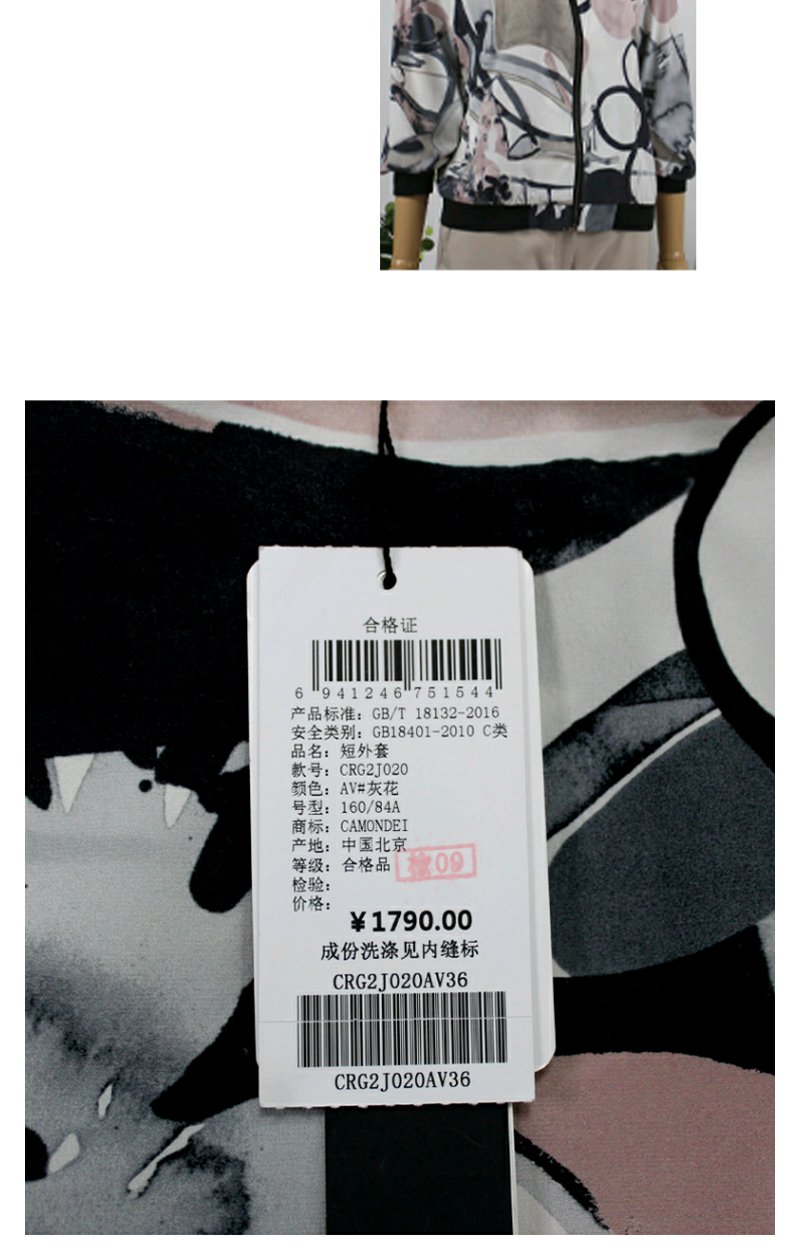 合格证
6 941246 751544
产品标准: GB/T 18132-2016
安全类别: GB18401-2010 C类
品名: 短外套
款号: CRG2J020
颜色: AV#灰花
号型: 160/84A
商标: CAMONDEI
产地: 中国北京
等级: 合格品
检09
检验:
价格:
¥1790.00
成份洗涤见内缝标
CRG2J020AV36
CRG2J020AV36